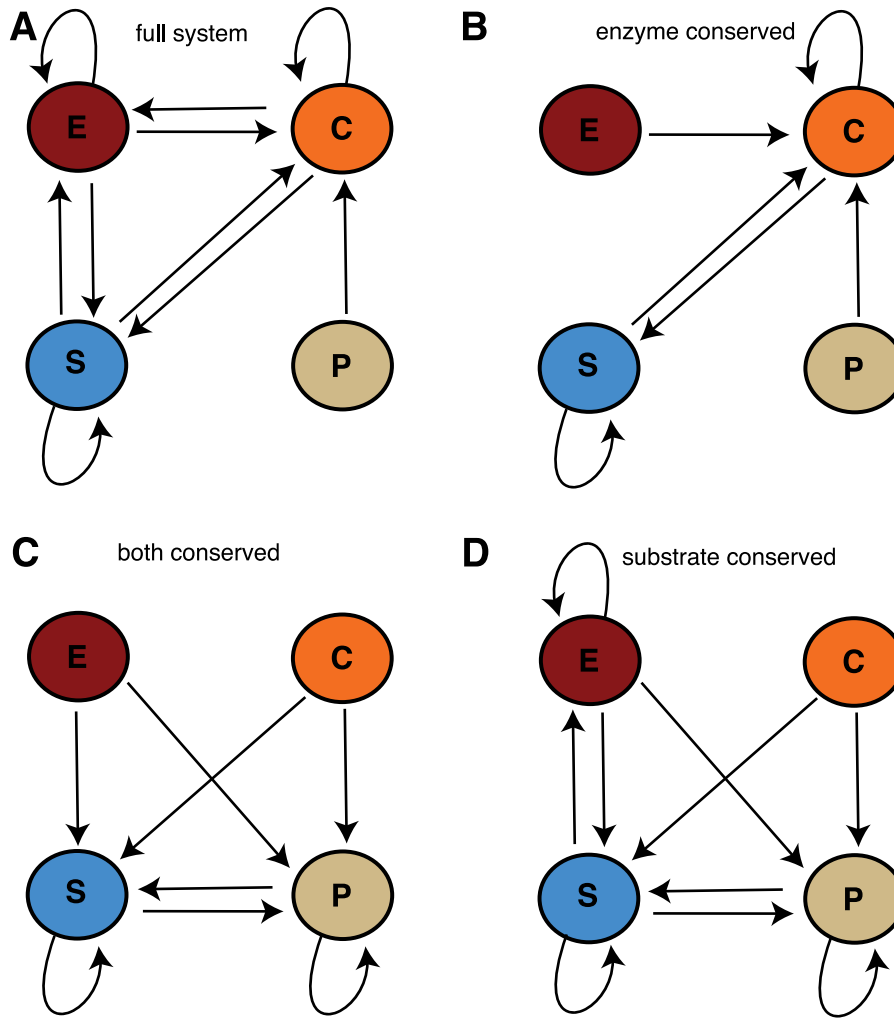 A
full system
E
C
S
P
B
enzyme conserved
E
C
S
P
C
both conserved
E
C
S
P
D
substrate conserved
E
C
S
P